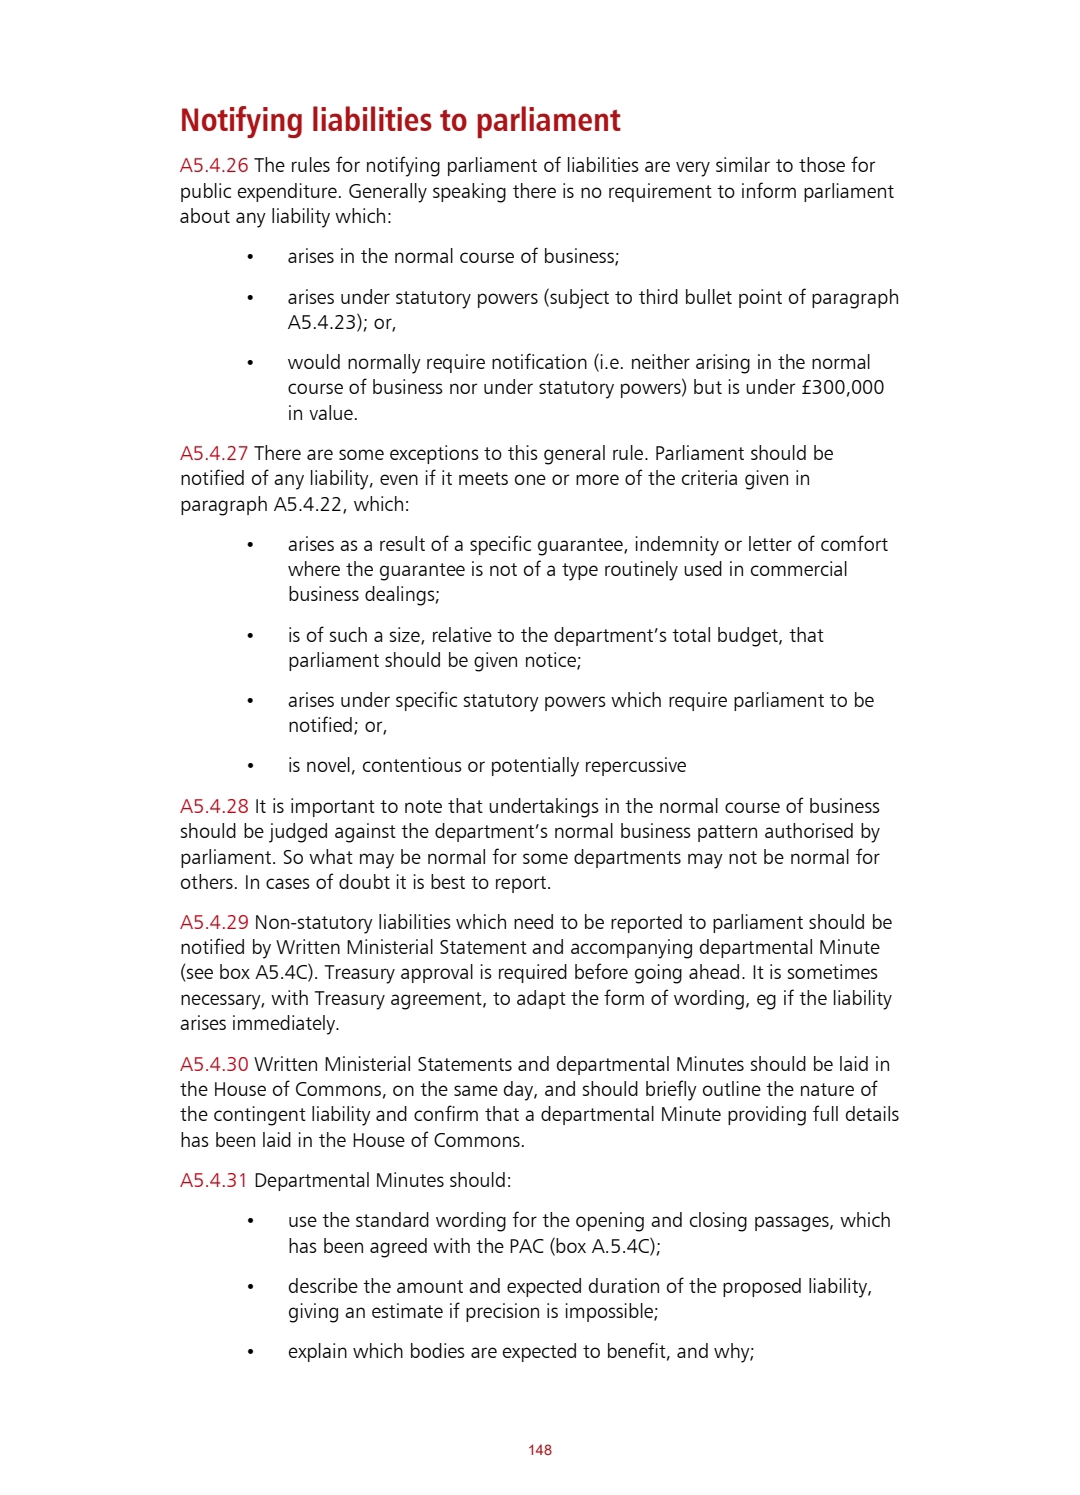 Notifying liabilities to parliament
A5.4.26 The rules for notifying parliament of liabilities are very similar to those for
public expenditure. Generally speaking there is no requirement to inform parliament
about any liability which:
• arises in the normal course of business;
• arises under statutory powers (subject to third bullet point of paragraph
A5.4.23); or,
• would normally require notification (i.e. neither arising in the normal
course of business nor under statutory powers) but is under £300,000
in value.
A5.4.27 There are some exceptions to this general rule. Parliament should be
notified of any liability, even if it meets one or more of the criteria given in
paragraph A5.4.22, which:
• arises as a result of a specific guarantee, indemnity or letter of comfort
where the guarantee is not of a type routinely used in commercial
business dealings;
• is of such a size, relative to the department’s total budget, that
parliament should be given notice;
• arises under specific statutory powers which require parliament to be
notified; or,
• is novel, contentious or potentially repercussive
A5.4.28 It is important to note that undertakings in the normal course of business
should be judged against the department’s normal business pattern authorised by
parliament. So what may be normal for some departments may not be normal for
others. In cases of doubt it is best to report.
A5.4.29 Non-statutory liabilities which need to be reported to parliament should be
notified by Written Ministerial Statement and accompanying departmental Minute
(see box A5.4C). Treasury approval is required before going ahead. It is sometimes
necessary, with Treasury agreement, to adapt the form of wording, eg if the liability
arises immediately.
A5.4.30 Written Ministerial Statements and departmental Minutes should be laid in
the House of Commons, on the same day, and should briefly outline the nature of
the contingent liability and confirm that a departmental Minute providing full details
has been laid in the House of Commons.
A5.4.31 Departmental Minutes should:
• use the standard wording for the opening and closing passages, which
has been agreed with the PAC (box A.5.4C);
• describe the amount and expected duration of the proposed liability,
giving an estimate if precision is impossible;
• explain which bodies are expected to benefit, and why;
148